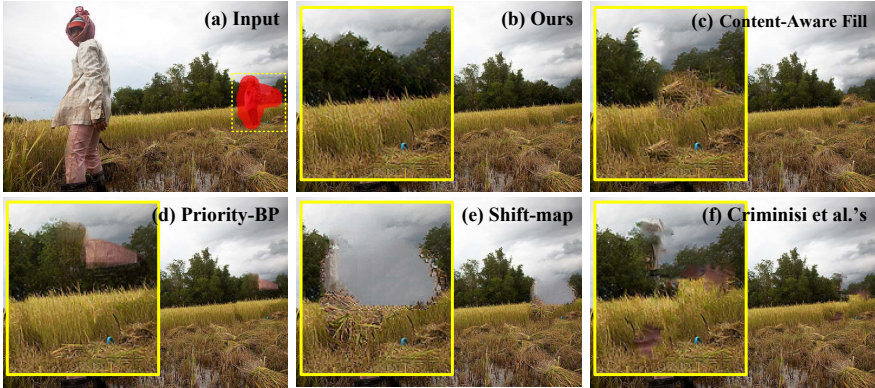 (a) Input
(b) Ours
(c) Content-Aware Fill
(d) Priority-BP
(e) Shift-map
(f) Criminisi et al.'s